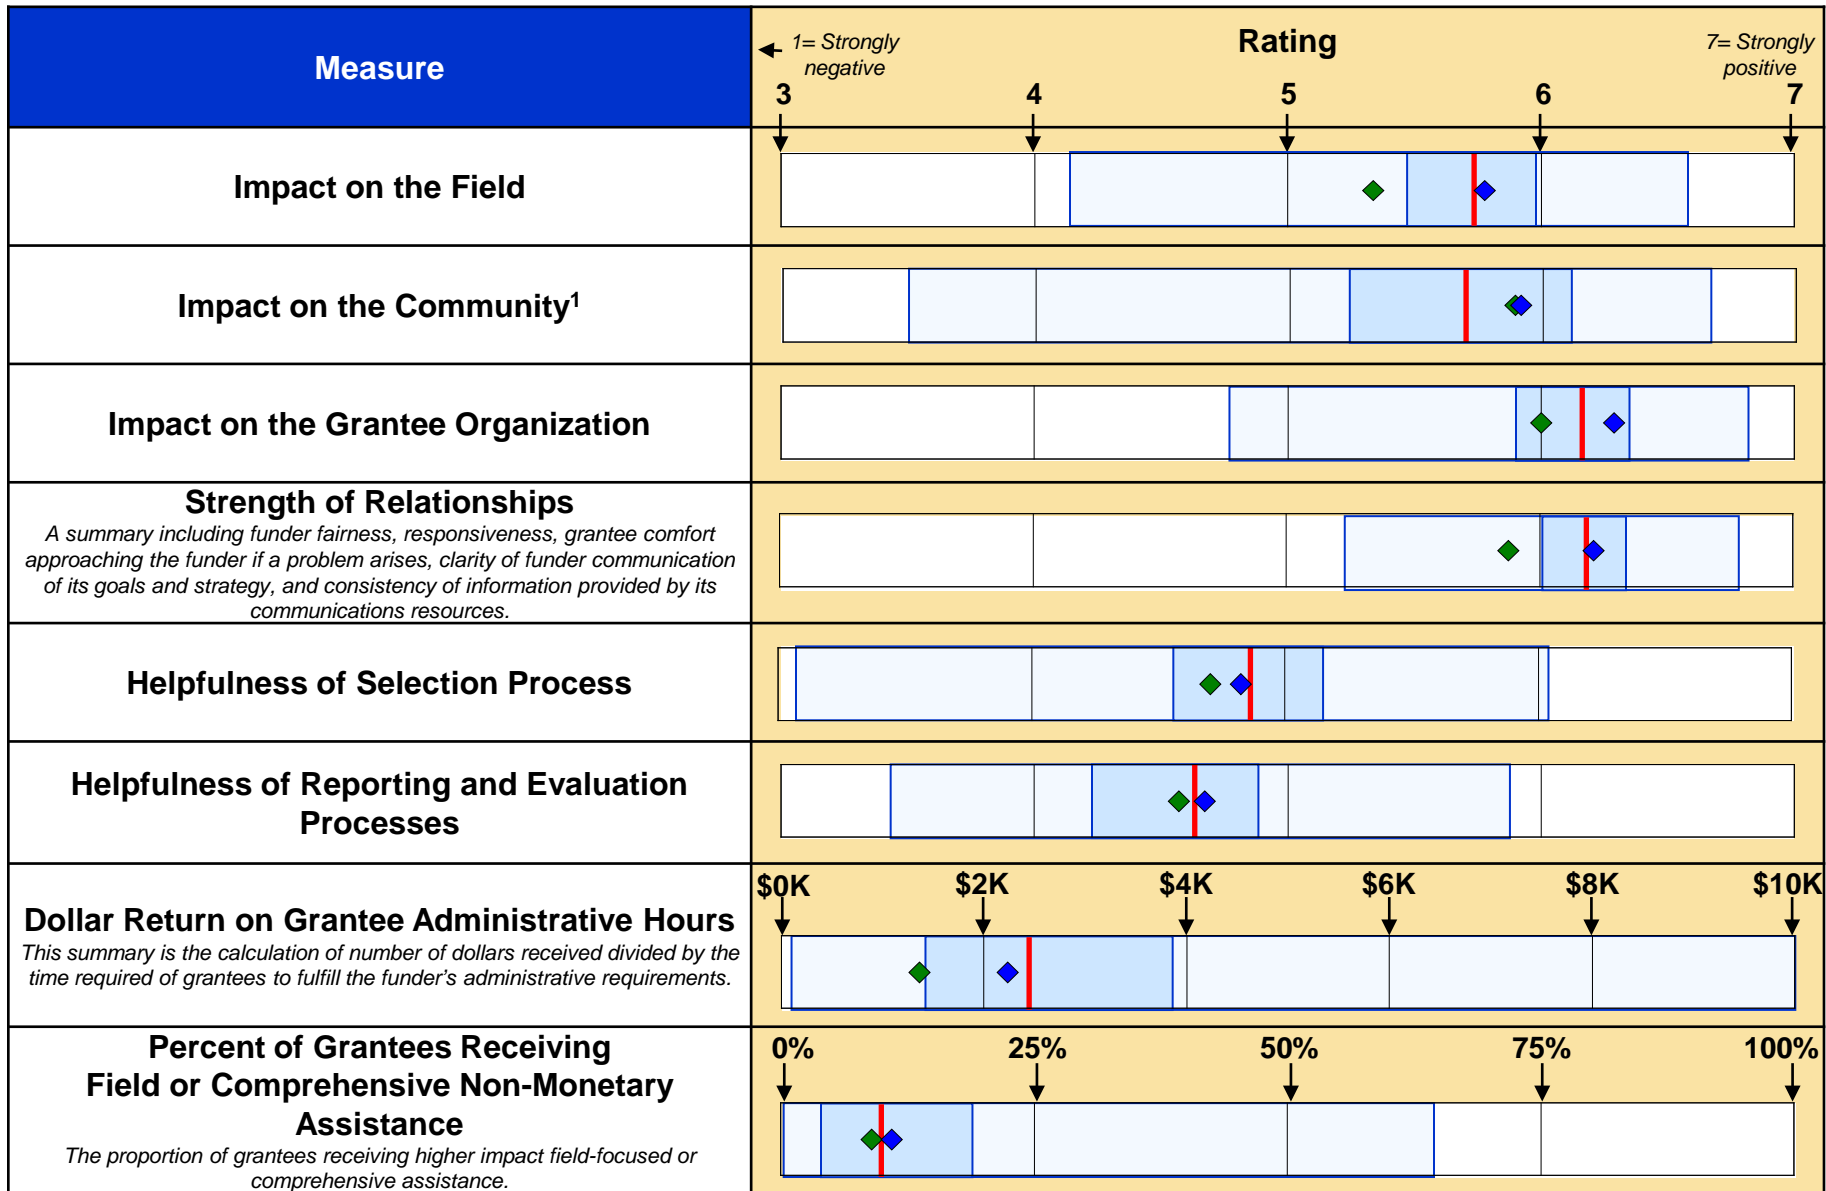 Measure
1= Strongly
negative
Rating
7= Strongly
positive
3 4 5 6 7
Impact on the Field
Impact on the Community¹
Impact on the Grantee Organization
Strength of Relationships
A summary including funder fairness, responsiveness, grantee comfort
approaching the funder if a problem arises, clarity of funder communication
of its goals and strategy, and consistency of information provided by its
communications resources.
Helpfulness of Selection Process
Helpfulness of Reporting and Evaluation
Processes
$0K $2K $4K $6K $8K $10K
Dollar Return on Grantee Administrative Hours
This summary is the calculation of number of dollars received divided by the
time required of grantees to fulfill the funder’s administrative requirements.
0% 25% 50% 75% 100%
Percent of Grantees Receiving
Field or Comprehensive Non-Monetary
Assistance
The proportion of grantees receiving higher impact field-focused or
comprehensive assistance.